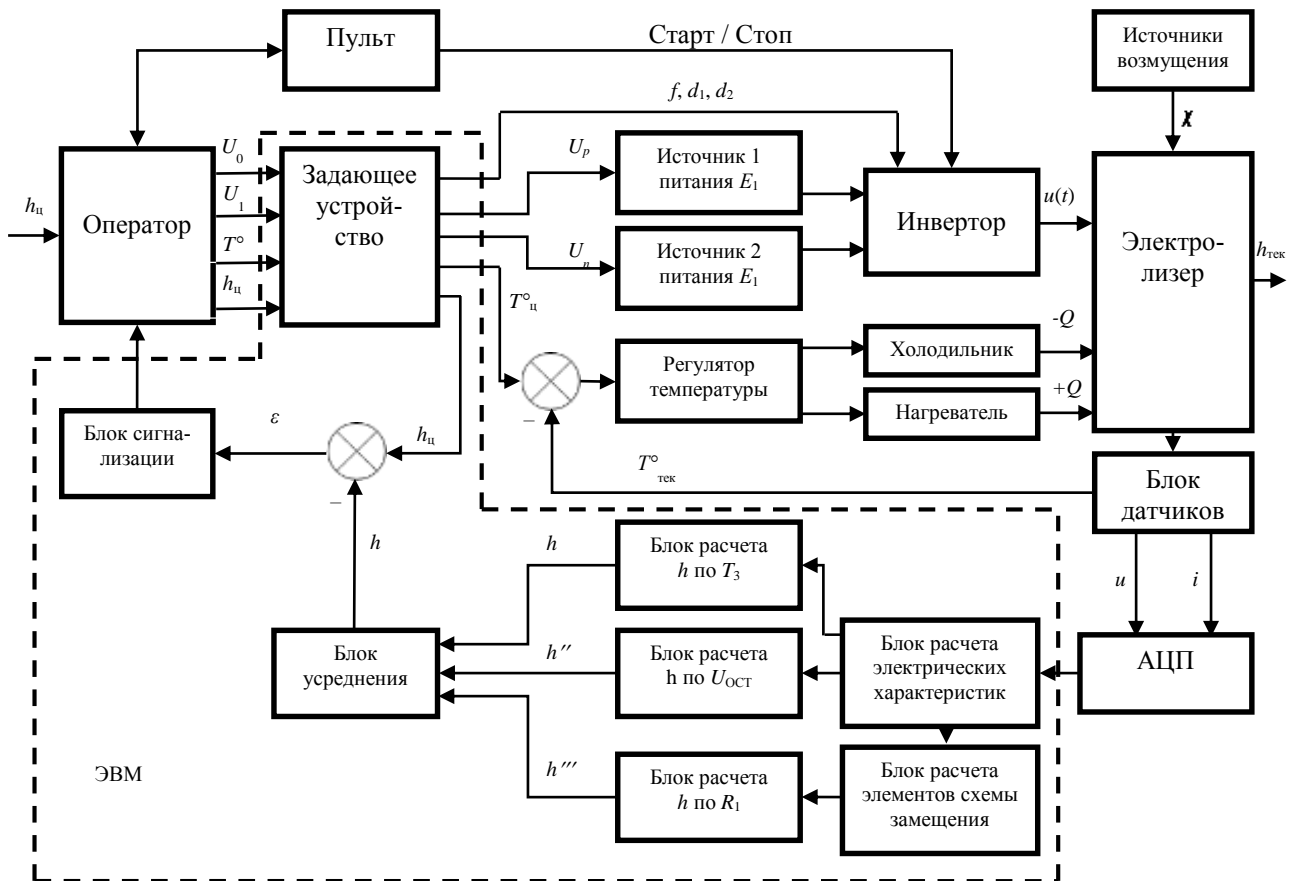 Пульт
Старт / Стоп
Источники
возмущения
f, d₁, d₂
χ
U₀
U₁
T°
hц
hц
Оператор
Задающее
устрой-
ство
Uₚ
Источник 1
питания E₁
Uₙ
Источник 2
питания E₁
Инвертор
u(t)
Электро-
лизер
hтек
T°ц
Регулятор
температуры
Холодильник
-Q
Нагреватель
+Q
–
Блок сигна-
лизации
ε
hц
–
T°тек
Блок
датчиков
u
i
h
h
Блок расчета
h по T₃
Блок
усреднения
h''
Блок расчета
h по UОСТ
Блок расчета
электрических
характеристик
АЦП
ЭВМ
h'''
Блок расчета
h по R₁
Блок расчета
элементов схемы
замещения